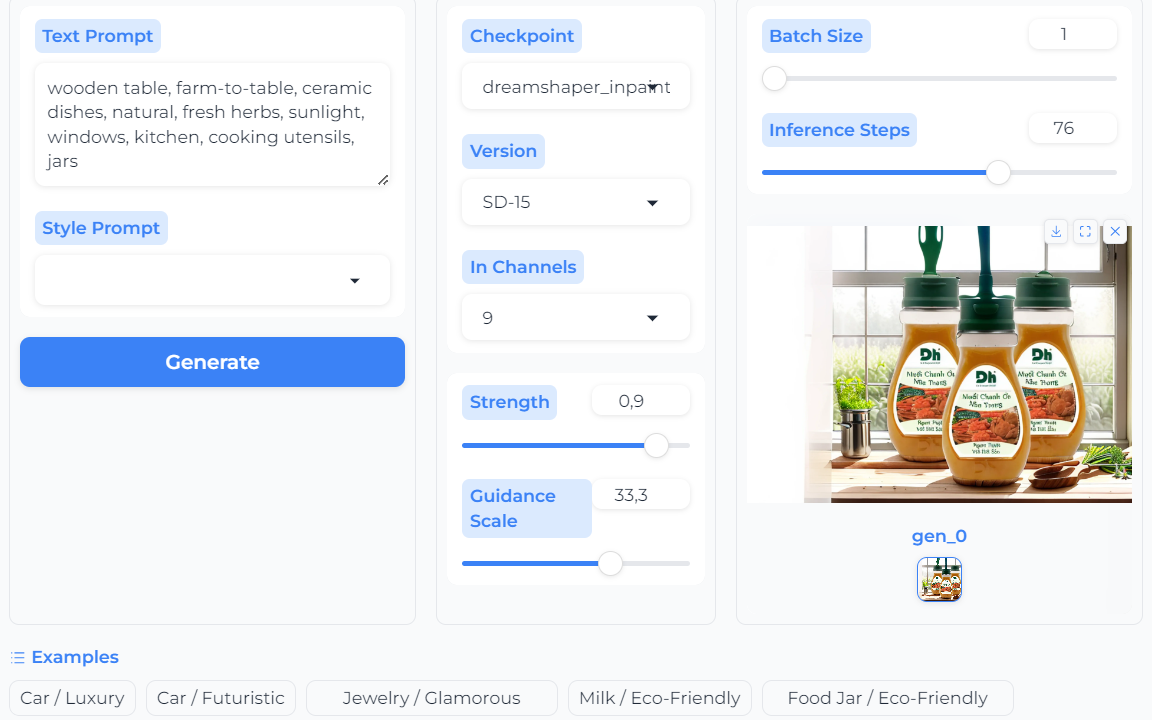 Text Prompt
wooden table, farm-to-table, ceramic
dishes, natural, fresh herbs, sunlight,
windows, kitchen, cooking utensils,
jars
Style Prompt
Generate
Checkpoint
dreamshaper_inpaint
Version
SD-15
In Channels
9
Strength
0,9
Guidance
Scale
33,3
Batch Size
1
Inference Steps
76
Dh
Dh
Dh
Muối Chanh Ớt
gen_0
Examples
Car / Luxury
Car / Futuristic
Jewelry / Glamorous
Milk / Eco-Friendly
Food Jar / Eco-Friendly